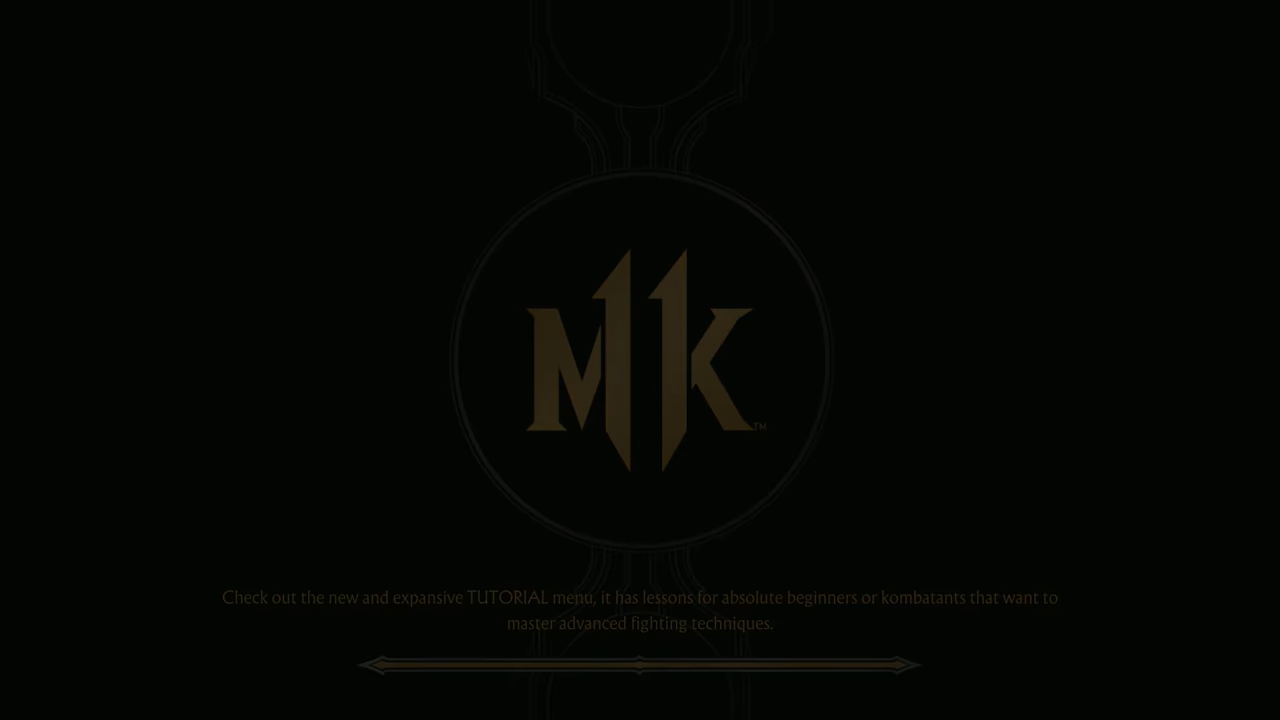 M11K™
Check out the new and expansive TUTORIAL menu, it has lessons for absolute beginners or kombatants that want to
master advanced fighting techniques.